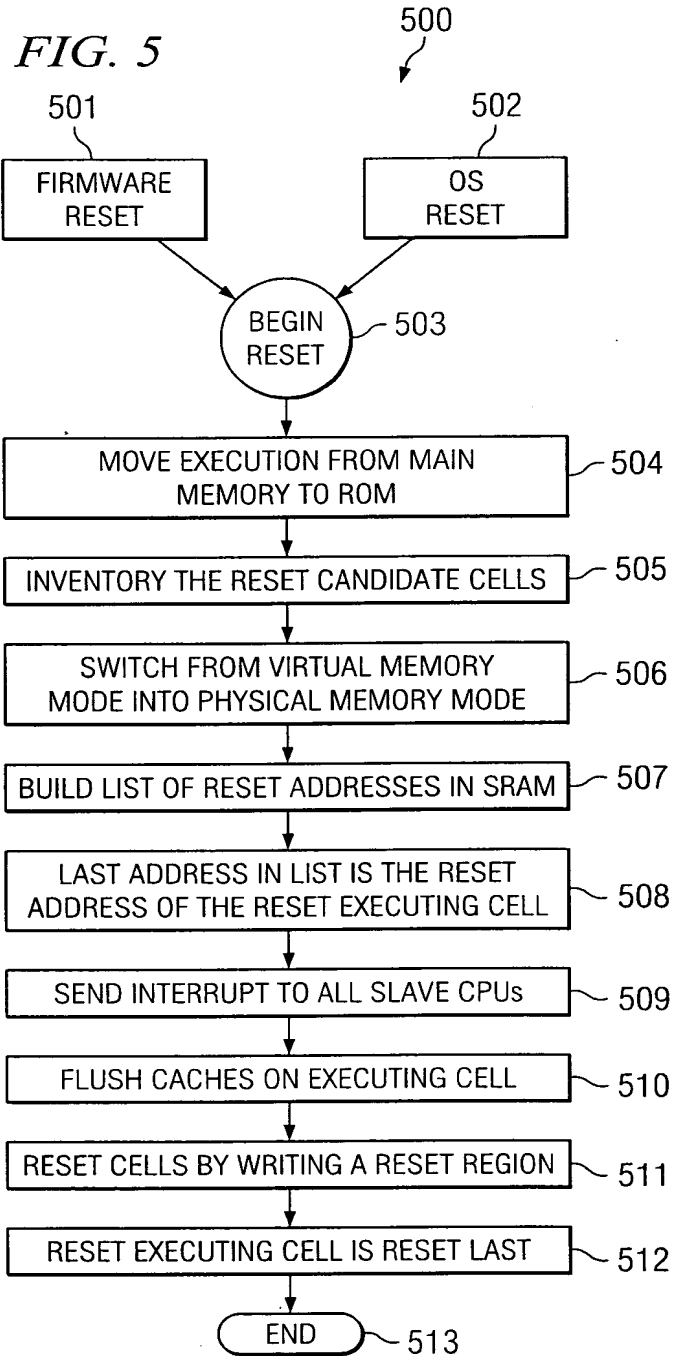 FIG. 5
500
501
502
FIRMWARE
RESET
OS
RESET
BEGIN
RESET
503
MOVE EXECUTION FROM MAIN
MEMORY TO ROM
504
INVENTORY THE RESET CANDIDATE CELLS
505
SWITCH FROM VIRTUAL MEMORY
MODE INTO PHYSICAL MEMORY MODE
506
BUILD LIST OF RESET ADDRESSES IN SRAM
507
LAST ADDRESS IN LIST IS THE RESET
ADDRESS OF THE RESET EXECUTING CELL
508
SEND INTERRUPT TO ALL SLAVE CPUs
509
FLUSH CACHES ON EXECUTING CELL
510
RESET CELLS BY WRITING A RESET REGION
511
RESET EXECUTING CELL IS RESET LAST
512
END
513